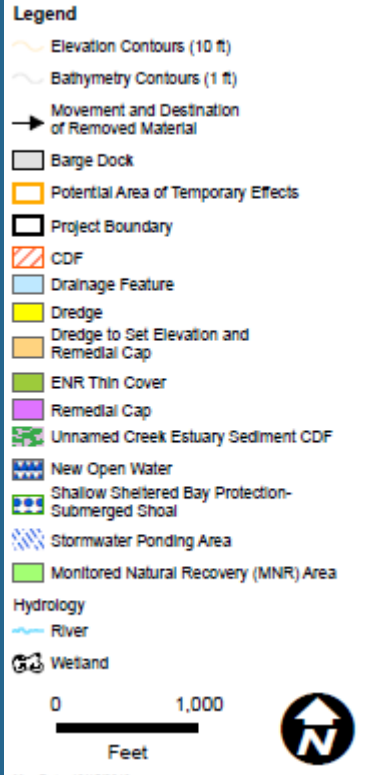 Legend
Elevation Contours (10 ft)
Bathymetry Contours (1 ft)
Movement and Destination
of Removed Material
Barge Dock
Potential Area of Temporary Effects
Project Boundary
CDF
Drainage Feature
Dredge
Dredge to Set Elevation and
Remedial Cap
ENR Thin Cover
Remedial Cap
Unnamed Creek Estuary Sediment CDF
New Open Water
Shallow Sheltered Bay Protection-
Submerged Shoal
Stormwater Ponding Area
Monitored Natural Recovery (MNR) Area
Hydrology
River
Wetland
0 1,000
Feet
N